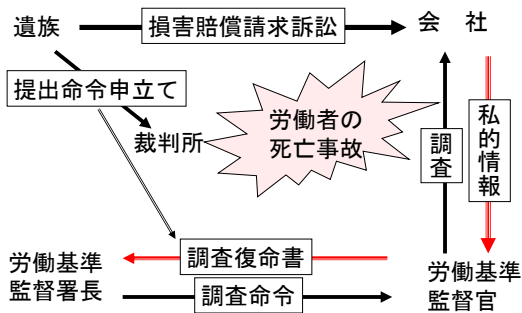 遺族
損害賠償請求訴訟
会 社
提出命令申立て
裁判所
労働者の
死亡事故
調査
私的情報
調査復命書
労働基準
監督署長
調査命令
労働基準
監督官